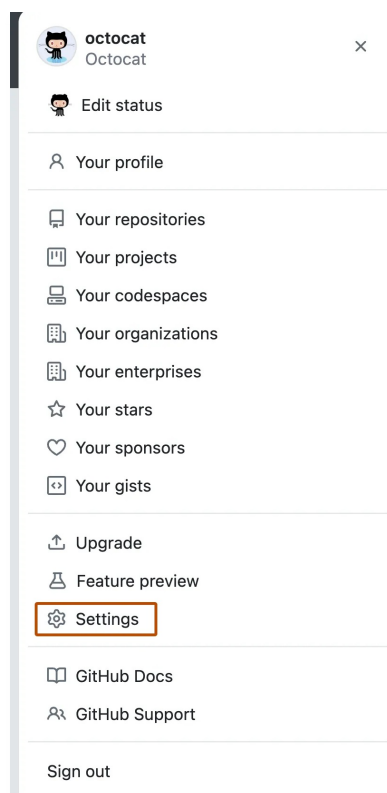 octocat
Octocat
Edit status
Your profile
Your repositories
Your projects
Your codespaces
Your organizations
Your enterprises
Your stars
Your sponsors
Your gists
Upgrade
Feature preview
Settings
GitHub Docs
GitHub Support
Sign out